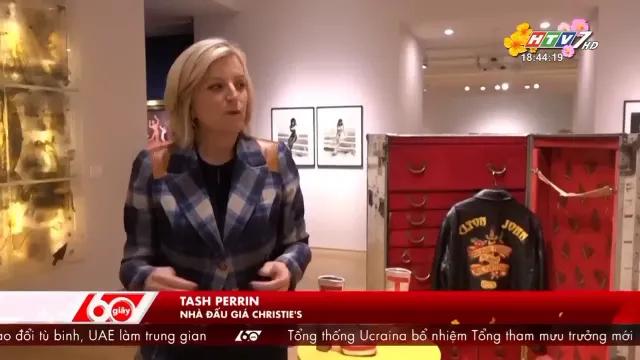 HTV7 HD
18:44:19
ELTON JOHN
60 giây
TASH PERRIN
NHÀ ĐẤU GIÁ CHRISTIE'S
ao đổi tù binh, UAE làm trung gian
60
Tổng thống Ucraina bổ nhiệm Tổng tham mưu trưởng mới